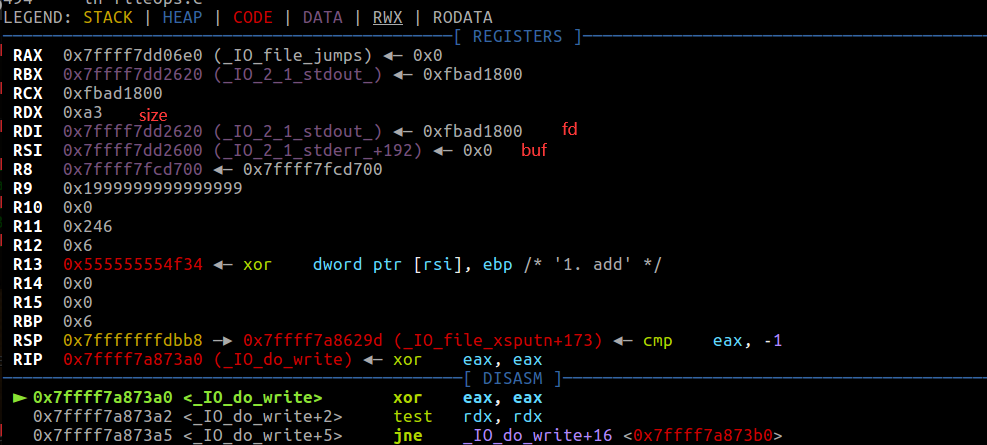 LEGEND: STACK | HEAP | CODE | DATA | RWX | RODATA
[ REGISTERS ]
RAX 0x7ffff7dd06e0 (_IO_file_jumps) ◂— 0x0
RBX 0x7ffff7dd2620 (_IO_2_1_stdout_) ◂— 0xfbad1800
RCX 0xfbad1800
RDX 0xa3 size
RDI 0x7ffff7dd2620 (_IO_2_1_stdout_) ◂— 0xfbad1800 fd
RSI 0x7ffff7dd2600 (_IO_2_1_stderr_+192) ◂— 0x0 buf
R8 0x7ffff7fcd700 ◂— 0x7ffff7fcd700
R9 0x1999999999999999
R10 0x0
R11 0x246
R12 0x6
R13 0x555555554f34 ◂— xor dword ptr [rsi], ebp /* '1. add' */
R14 0x0
R15 0x0
RBP 0x6
RSP 0x7fffffffdbb8 —▸ 0x7ffff7a8629d (_IO_file_xsputn+173) ◂— cmp eax, -1
RIP 0x7ffff7a873a0 (_IO_do_write) ◂— xor eax, eax
[ DISASM ]
► 0x7ffff7a873a0 <_IO_do_write> xor eax, eax
0x7ffff7a873a2 <_IO_do_write+2> test rdx, rdx
0x7ffff7a873a5 <_IO_do_write+5> jne _IO_do_write+16 <0x7ffff7a873b0>